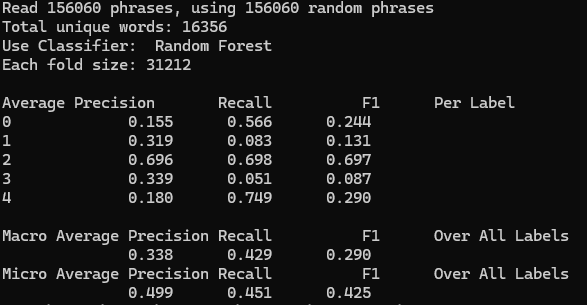 Read 156060 phrases, using 156060 random phrases
Total unique words: 16356
Use Classifier:  Random Forest
Each fold size: 31212
Average Precision       Recall          F1      Per Label
0             0.155      0.566      0.244
1             0.319      0.083      0.131
2             0.696      0.698      0.697
3             0.339      0.051      0.087
4             0.180      0.749      0.290
Macro Average Precision Recall          F1      Over All Labels
              0.338      0.429      0.290
Micro Average Precision Recall          F1      Over All Labels
              0.499      0.451      0.425